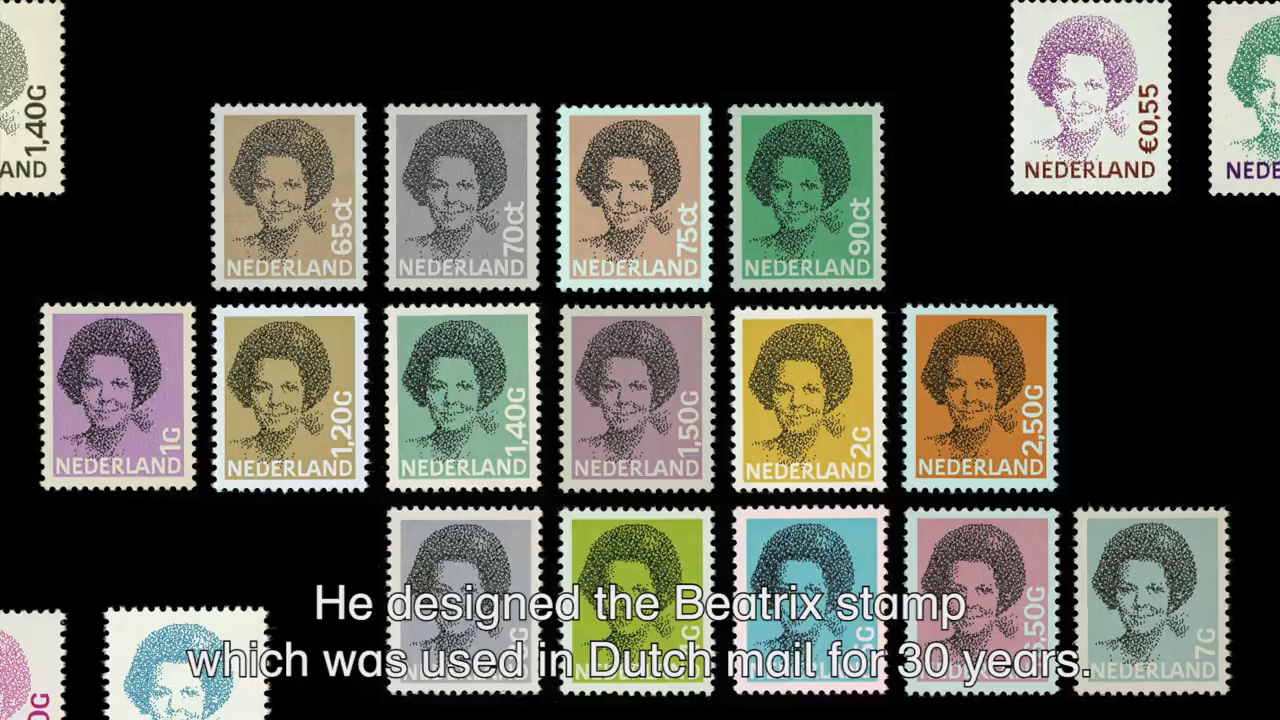 1,40G
AND
€0,55
NEDERLAND
NEDE
65ct
NEDERLAND
70ct
NEDERLAND
75ct
NEDERLAND
90ct
NEDERLAND
1G
NEDERLAND
1,20G
NEDERLAND
1,40G
NEDERLAND
1,50G
NEDERLAND
2G
NEDERLAND
2,50G
NEDERLAND
7G
He designed the Beatrix stamp
which was used in Dutch mail for 30 years.